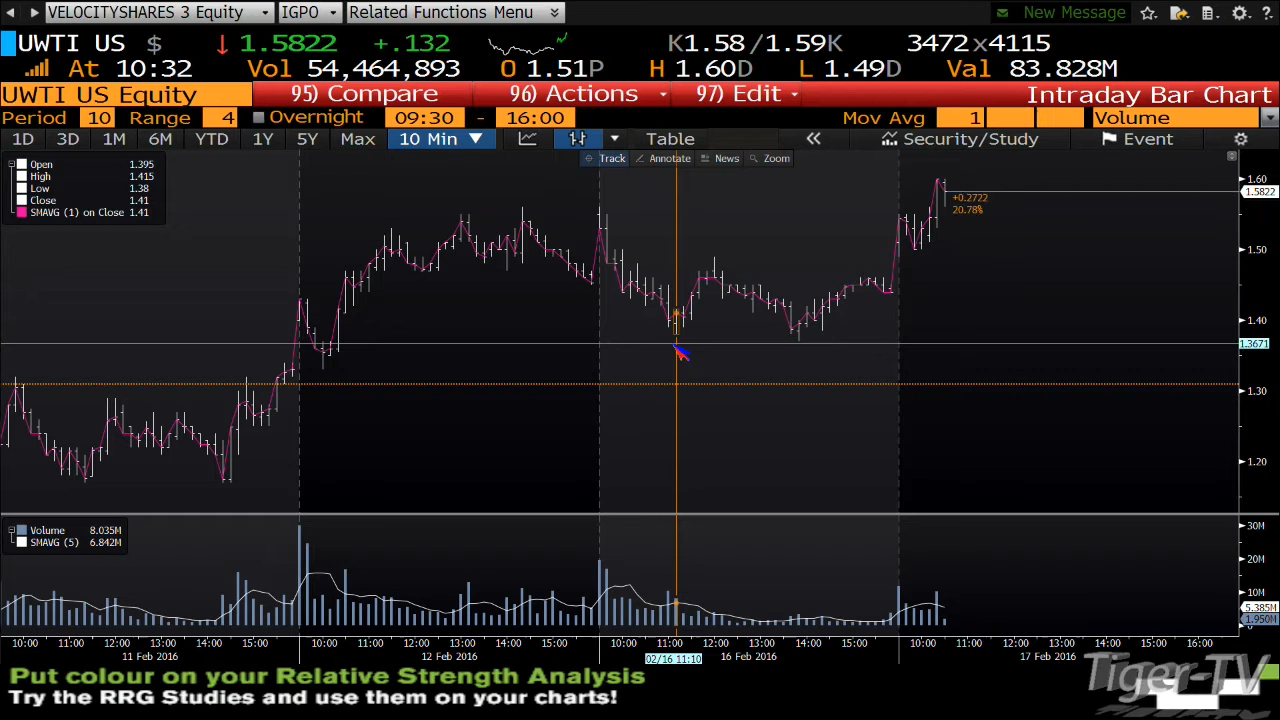 VELOCITYSHARES 3 Equity IGPO Related Functions Menu New Message
UWTI US $ 1.5822 +.132 K1.58/1.59K 3472x4115
At 10:32 Vol 54,464,893 O 1.51P H 1.60D L 1.49D Val 83.828M
UWTI US Equity 95) Compare 96) Actions 97) Edit Intraday Bar Chart
Period 10 Range 4 Overnight 09:30 - 16:00 Mov Avg 1 Volume
1D 3D 1M 6M YTD 1Y 5Y Max 10 Min Table Security/Study Event
Track Annotate News Zoom
Open 1.395
High 1.415
Low 1.38
Close 1.41
SMAVG (1) on Close 1.41
+0.2722
20.78%
1.60
1.5822
1.50
1.40
1.3671
1.30
1.20
Volume 8.035M
SMAVG (5) 6.842M
30M
20M
10M
5.385M
1.950M
10:00 11:00 12:00 13:00 14:00 15:00 10:00 11:00 12:00 13:00 14:00 15:00 10:00 11:00 12:00 13:00 14:00 15:00 10:00 11:00 12:00 13:00 14:00 15:00 16:00
11 Feb 2016 12 Feb 2016 02/16 11:10 16 Feb 2016 17 Feb 2016
Put colour on your Relative Strength Analysis
Try the RRG Studies and use them on your charts!
Tiger-TV